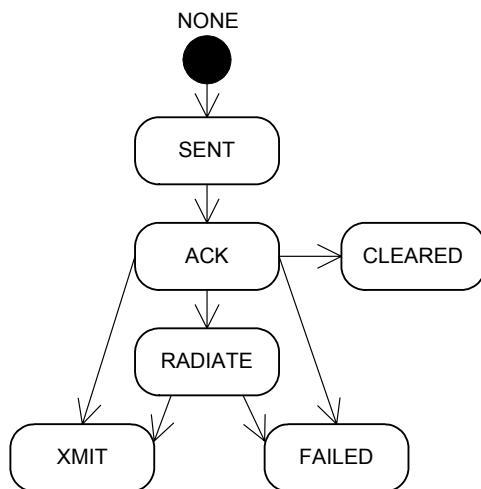 NONE
SENT
ACK
CLEARED
RADIATE
XMIT
FAILED